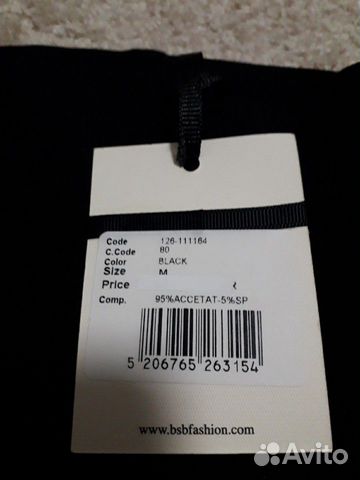 Code 126-111164
C.Code 80
Color BLACK
Size M
Price
Comp. 95%ACCETAT-5%SP
5 206765 263154
www.bsbfashion.com
Avito